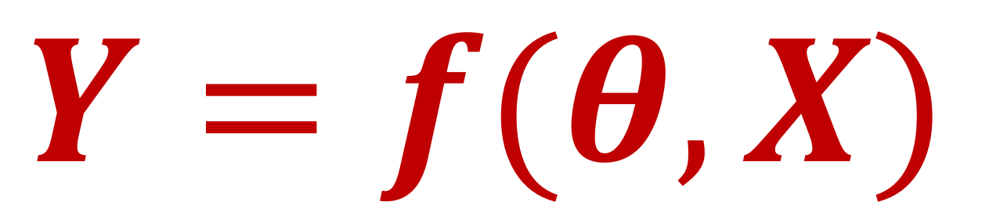 Y = f(θ, X)